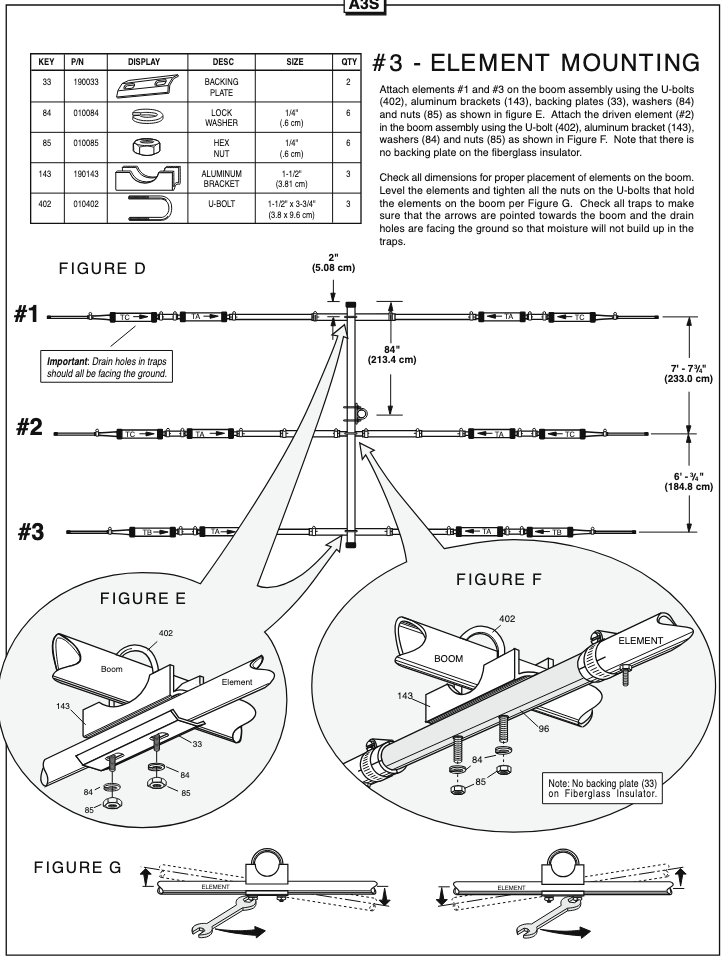 A3S
KEY P/N DISPLAY DESC SIZE QTY
33 190033 BACKING PLATE 2
84 010084 LOCK WASHER 1/4" (.6 cm) 6
85 010085 HEX NUT 1/4" (.6 cm) 6
143 190143 ALUMINUM BRACKET 1-1/2" (3.81 cm) 3
402 010402 U-BOLT 1-1/2" x 3-3/4" (3.8 x 9.6 cm) 3
#3 - ELEMENT MOUNTING
Attach elements #1 and #3 on the boom assembly using the U-bolts
(402), aluminum brackets (143), backing plates (33), washers (84)
and nuts (85) as shown in figure E. Attach the driven element (#2)
in the boom assembly using the U-bolt (402), aluminum bracket (143),
washers (84) and nuts (85) as shown in Figure F. Note that there is
no backing plate on the fiberglass insulator.
Check all dimensions for proper placement of elements on the boom.
Level the elements and tighten all the nuts on the U-bolts that hold
the elements on the boom per Figure G. Check all traps to make
sure that the arrows are pointed towards the boom and the drain
holes are facing the ground so that moisture will not build up in the
traps.
FIGURE D
2"
(5.08 cm)
#1
TC TA TA TC
Important: Drain holes in traps
should all be facing the ground.
84"
(213.4 cm)
7' - 7¾"
(233.0 cm)
#2
TC TA TA TC
6' - ¾"
(184.8 cm)
#3
TB TA TA TB
FIGURE E
402
Boom
Element
143
33
84
84
85
85
FIGURE F
402
ELEMENT
BOOM
143
96
84
85
Note: No backing plate (33)
on Fiberglass Insulator.
FIGURE G
ELEMENT
ELEMENT